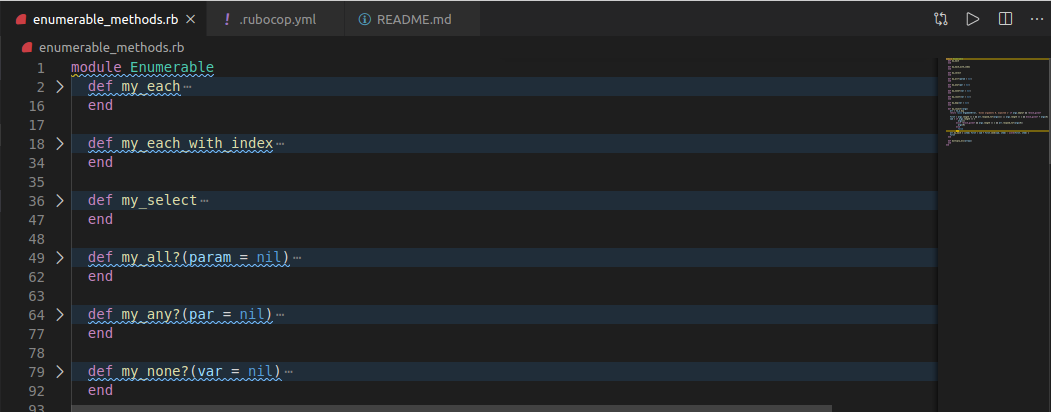 enumerable_methods.rb × ! .rubocop.yml README.md
enumerable_methods.rb
1 module Enumerable
2 def my_each ···
16 end
17
18 def my_each_with_index ···
34 end
35
36 def my_select ···
47 end
48
49 def my_all?(param = nil) ···
62 end
63
64 def my_any?(par = nil) ···
77 end
78
79 def my_none?(var = nil) ···
92 end
93